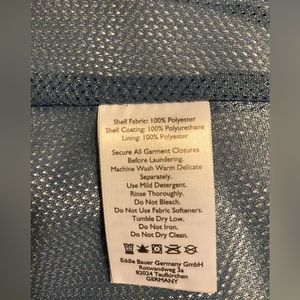 Shell Fabric: 100% Polyester
Shell Coating: 100% Polyurethane
Lining: 100% Polyester
Secure All Garment Closures
Before Laundering.
Machine Wash Warm Delicate
Separately.
Use Mild Detergent.
Rinse Thoroughly.
Do Not Bleach.
Do Not Use Fabric Softeners.
Tumble Dry Low.
Do Not Iron.
Do Not Dry Clean.
Eddie Bauer Germany GmbH
Rotwandweg 3a
82024 Taufkirchen
GERMANY